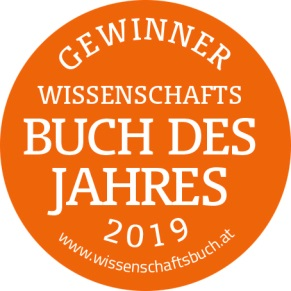 GEWINNER
WISSENSCHAFTS
BUCH DES
JAHRES
2019
www.wissenschaftsbuch.at